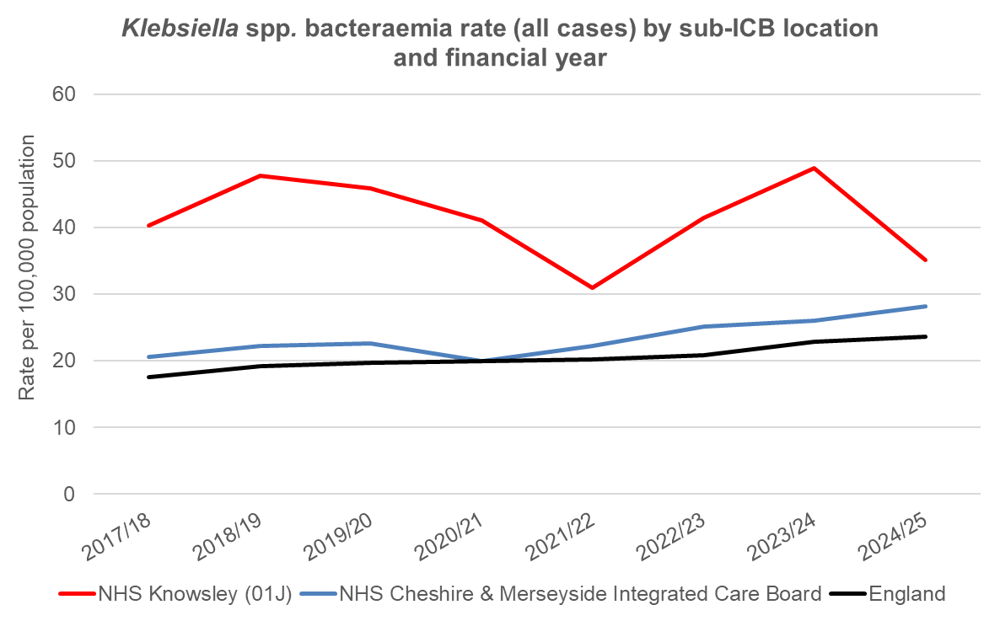 Klebsiella spp. bacteraemia rate (all cases) by sub-ICB location
and financial year
Rate per 100,000 population
60
50
40
30
20
10
0
2017/18
2018/19
2019/20
2020/21
2021/22
2022/23
2023/24
2024/25
NHS Knowsley (01J)
NHS Cheshire & Merseyside Integrated Care Board
England